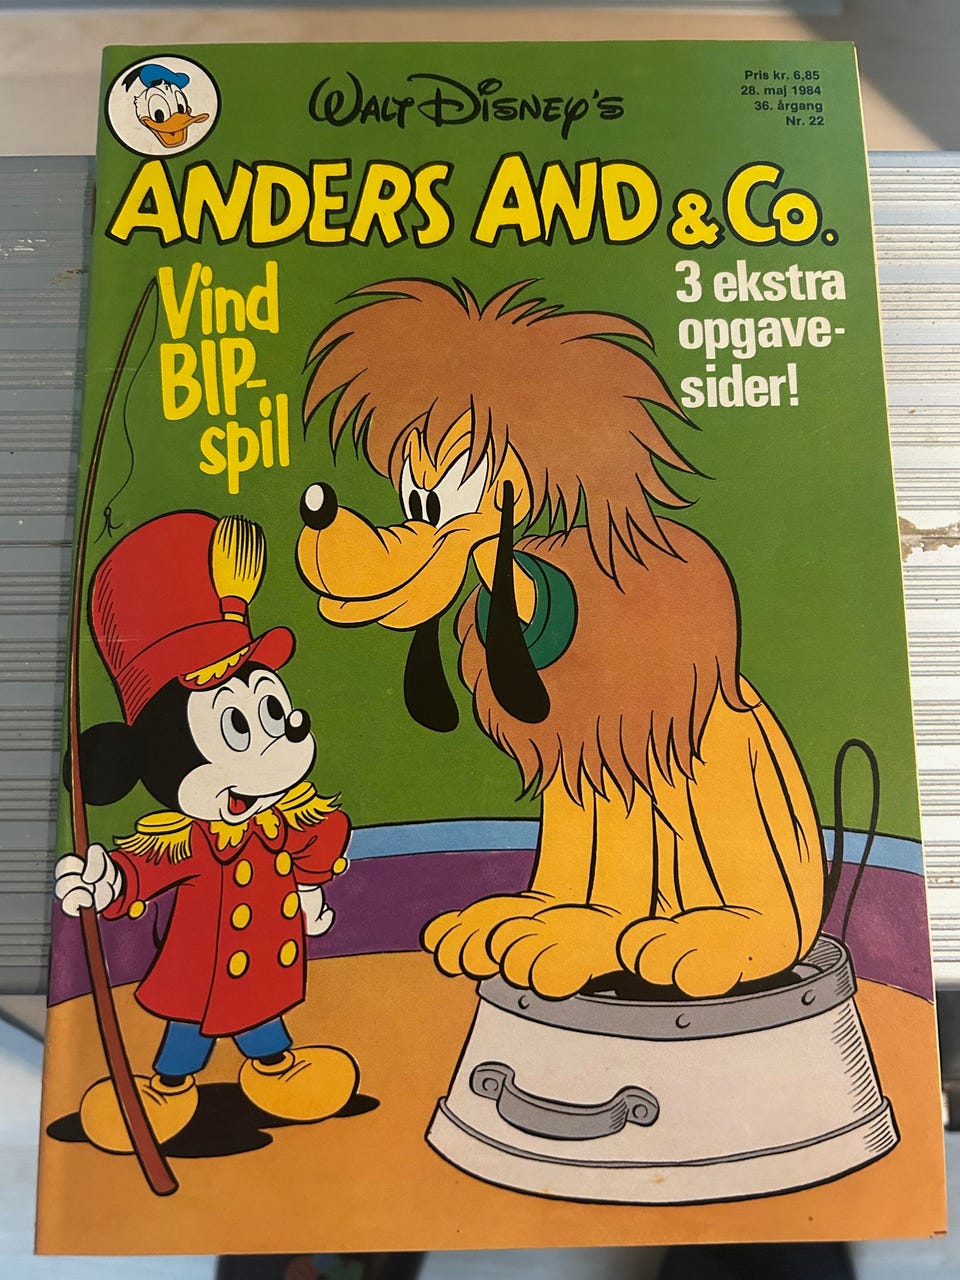 WALT DISNEY'S
Pris kr. 6,85
28. maj 1984
36. årgang
Nr. 22
ANDERS AND & Co.
Vind
BIP-
spil
3 ekstra
opgave-
sider!